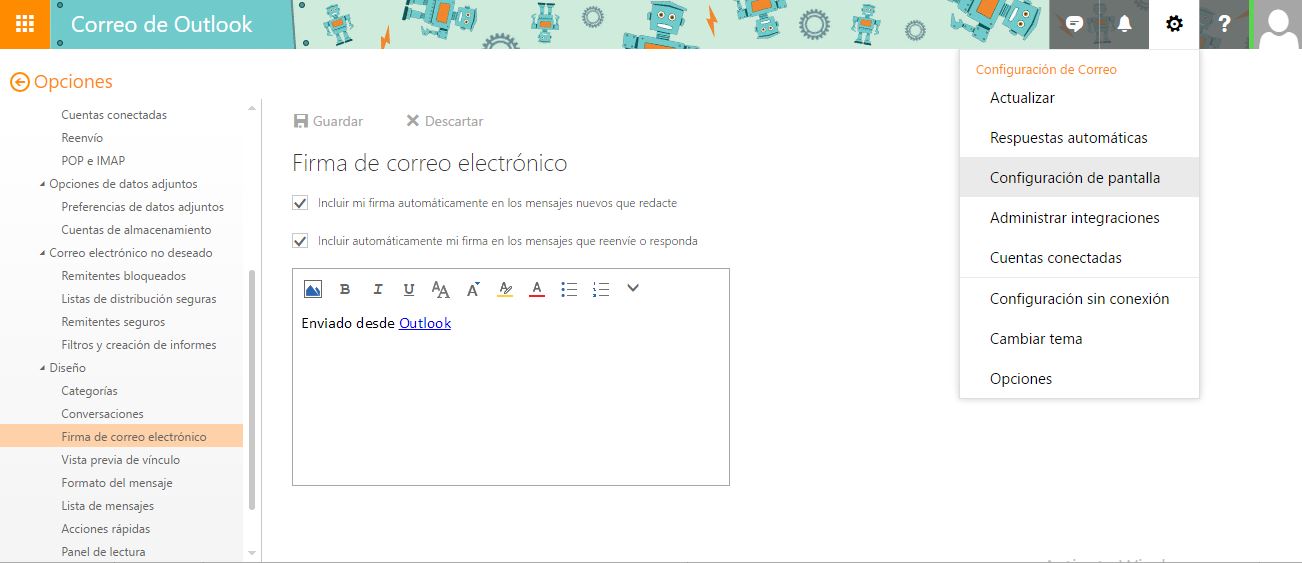 Correo de Outlook
?
Opciones
Cuentas conectadas
Reenvío
POP e IMAP
Opciones de datos adjuntos
Preferencias de datos adjuntos
Cuentas de almacenamiento
Correo electrónico no deseado
Remitentes bloqueados
Listas de distribución seguras
Remitentes seguros
Filtros y creación de informes
Diseño
Categorías
Conversaciones
Firma de correo electrónico
Vista previa de vínculo
Formato del mensaje
Lista de mensajes
Acciones rápidas
Panel de lectura
Guardar
Descartar
Firma de correo electrónico
Incluir mi firma automáticamente en los mensajes nuevos que redacte
Incluir automáticamente mi firma en los mensajes que reenvíe o responda
B I U AA A A A
Enviado desde Outlook
Configuración de Correo
Actualizar
Respuestas automáticas
Configuración de pantalla
Administrar integraciones
Cuentas conectadas
Configuración sin conexión
Cambiar tema
Opciones